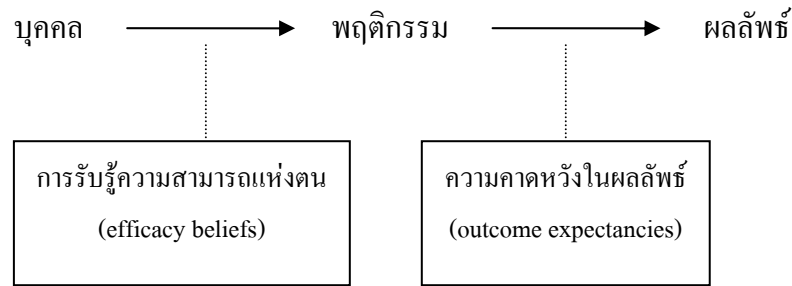 บุคคล พฤติกรรม ผลลัพธ์
การรับรู้ความสามารถแห่งตน
(efficacy beliefs)
ความคาดหวังในผลลัพธ์
(outcome expectancies)